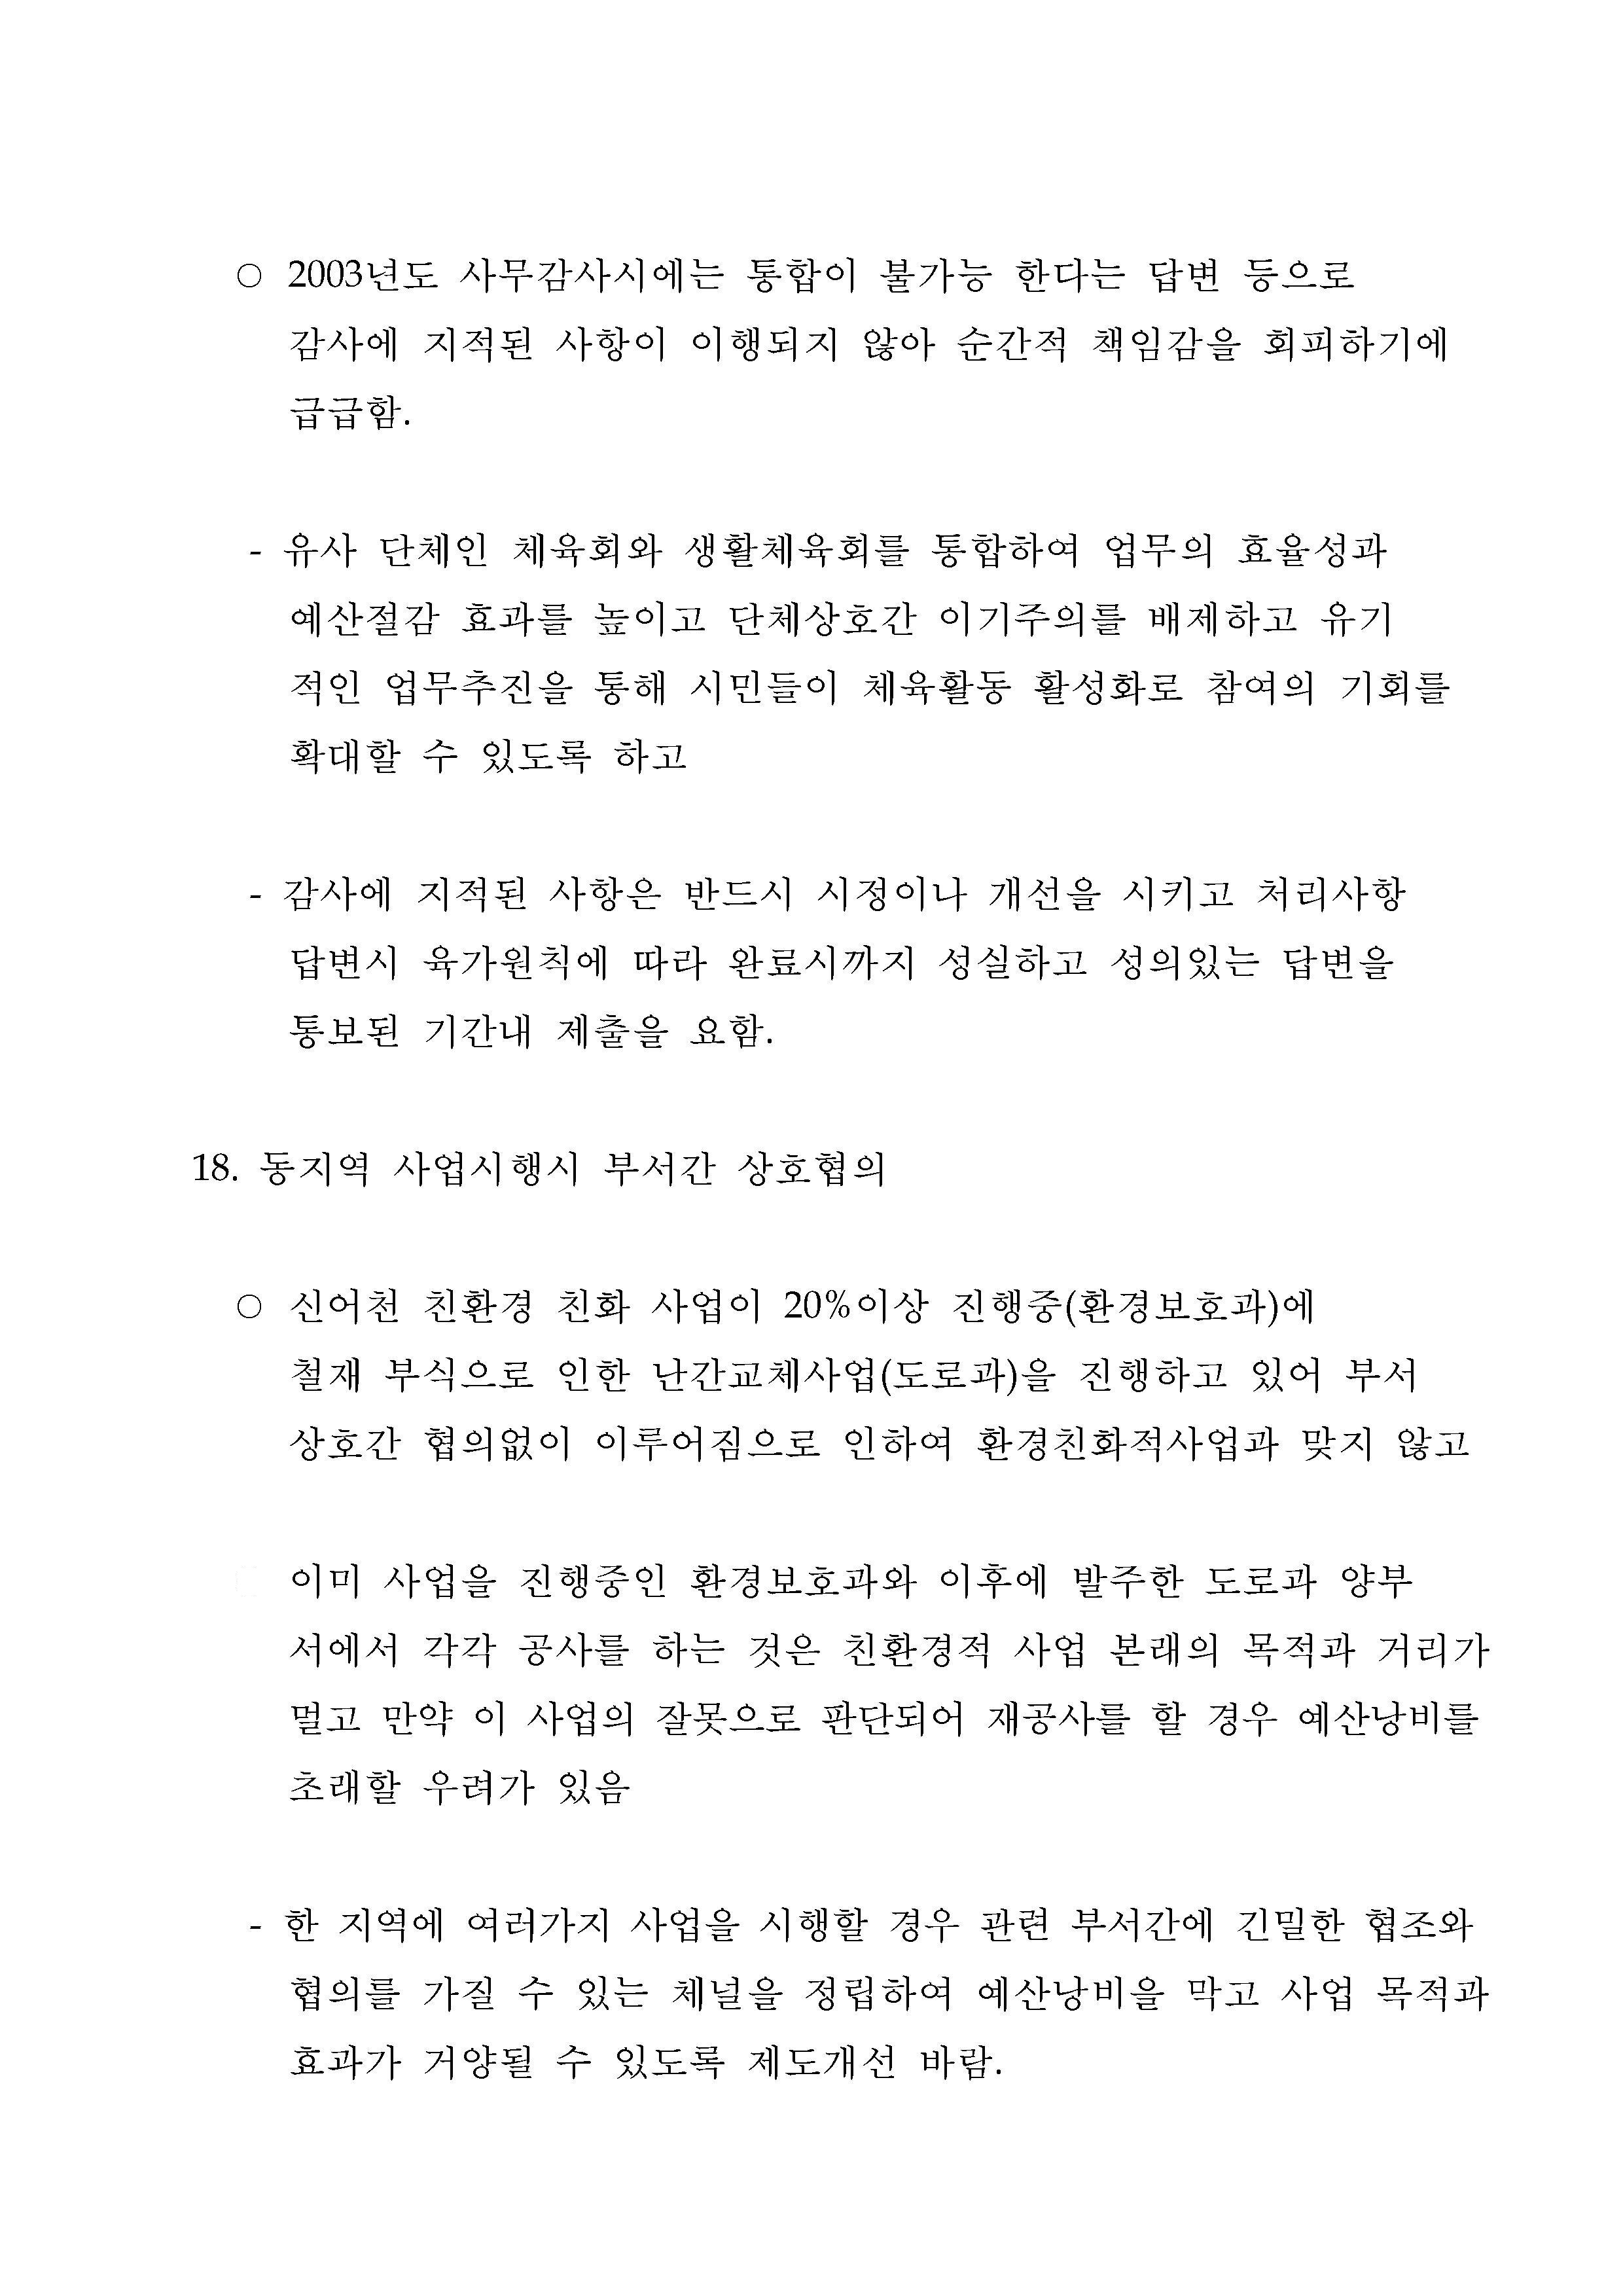 ○ 2003년도 사무감사시에는 통합이 불가능 한다는 답변 등으로
감사에 지적된 사항이 이행되지 않아 순간적 책임감을 회피하기에
급급함.
- 유사 단체인 체육회와 생활체육회를 통합하여 업무의 효율성과
예산절감 효과를 높이고 단체상호간 이기주의를 배제하고 유기
적인 업무추진을 통해 시민들이 체육활동 활성화로 참여의 기회를
확대할 수 있도록 하고
- 감사에 지적된 사항은 반드시 시정이나 개선을 시키고 처리사항
답변시 육가원칙에 따라 완료시까지 성실하고 성의있는 답변을
통보된 기간내 제출을 요함.
18. 동지역 사업시행시 부서간 상호협의
○ 신어천 친환경 친화 사업이 20%이상 진행중(환경보호과)에
철재 부식으로 인한 난간교체사업(도로과)을 진행하고 있어 부서
상호간 협의없이 이루어짐으로 인하여 환경친화적사업과 맞지 않고
이미 사업을 진행중인 환경보호과와 이후에 발주한 도로과 양부
서에서 각각 공사를 하는 것은 친환경적 사업 본래의 목적과 거리가
멀고 만약 이 사업의 잘못으로 판단되어 재공사를 할 경우 예산낭비를
초래할 우려가 있음
- 한 지역에 여러가지 사업을 시행할 경우 관련 부서간에 긴밀한 협조와
협의를 가질 수 있는 채널을 정립하여 예산낭비을 막고 사업 목적과
효과가 거양될 수 있도록 제도개선 바람.